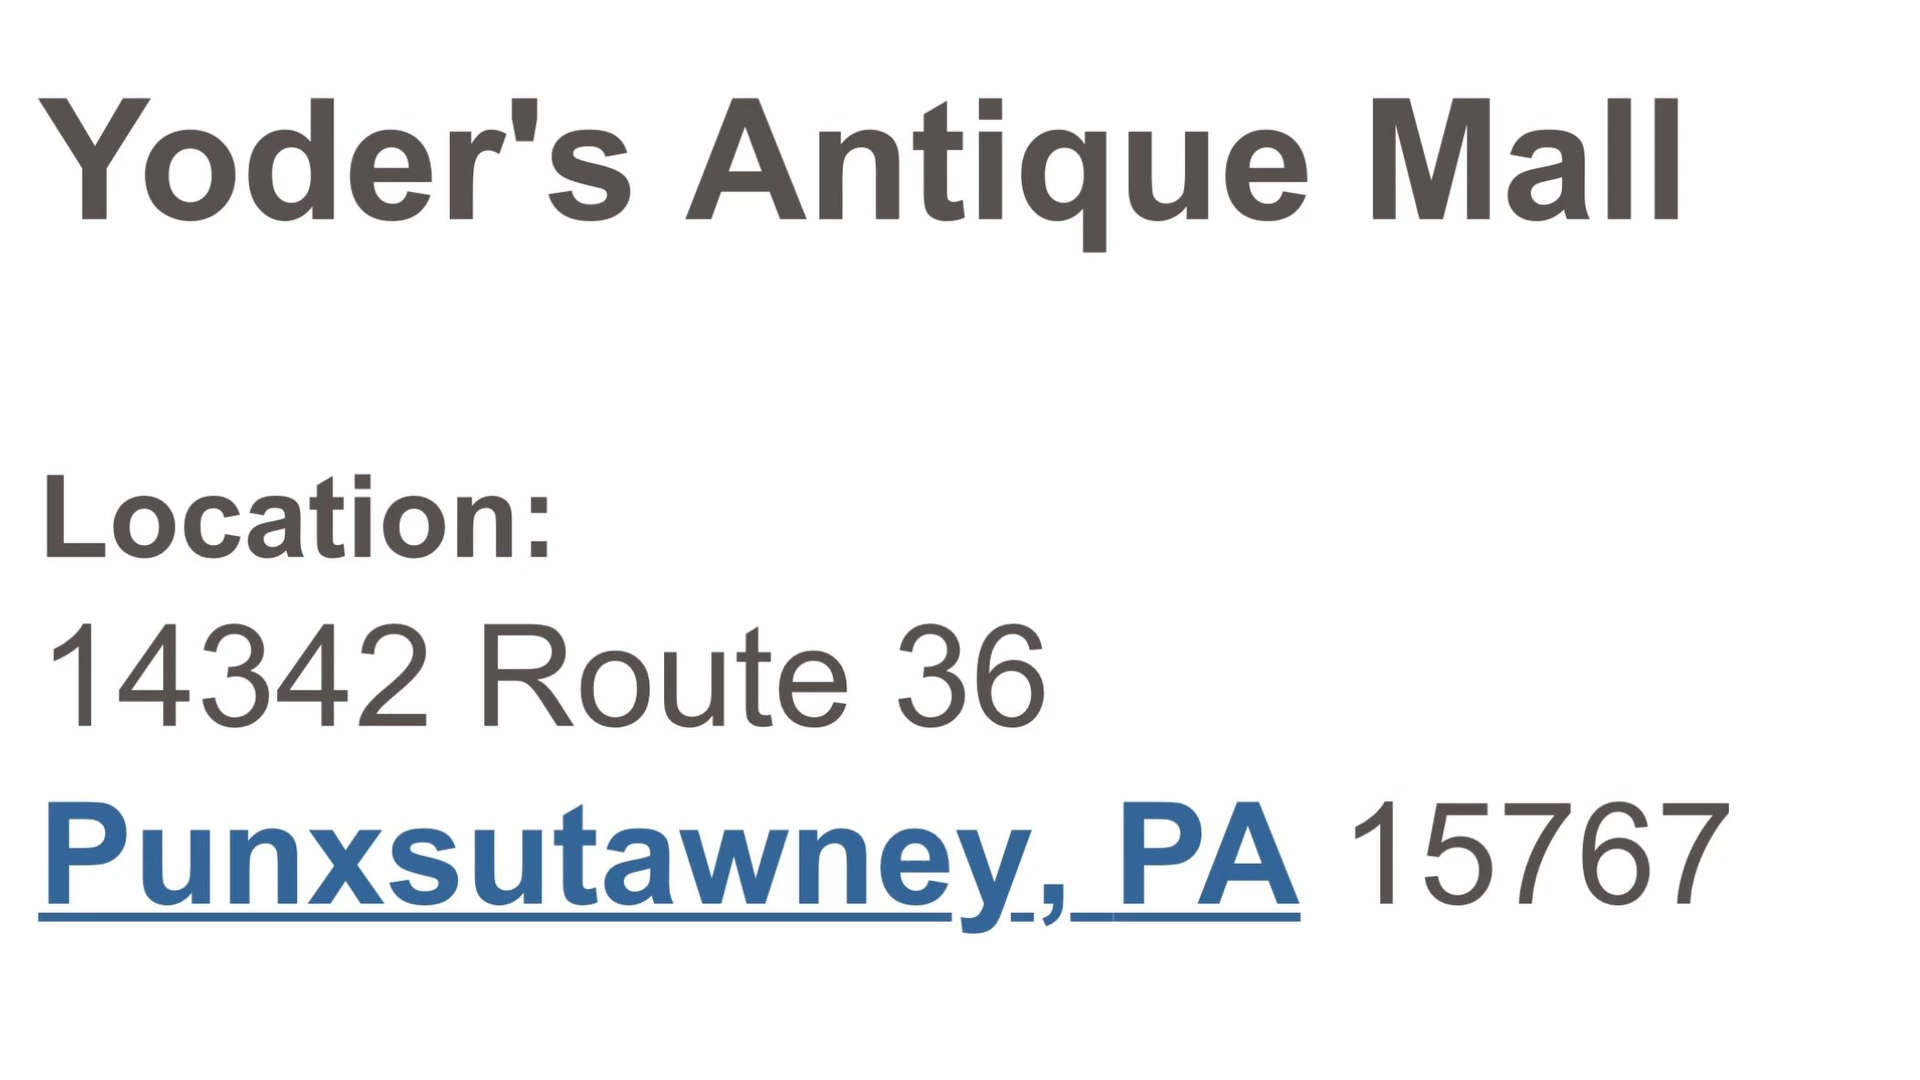 Yoder's Antique Mall
Location:
14342 Route 36
Punxsutawney, PA 15767